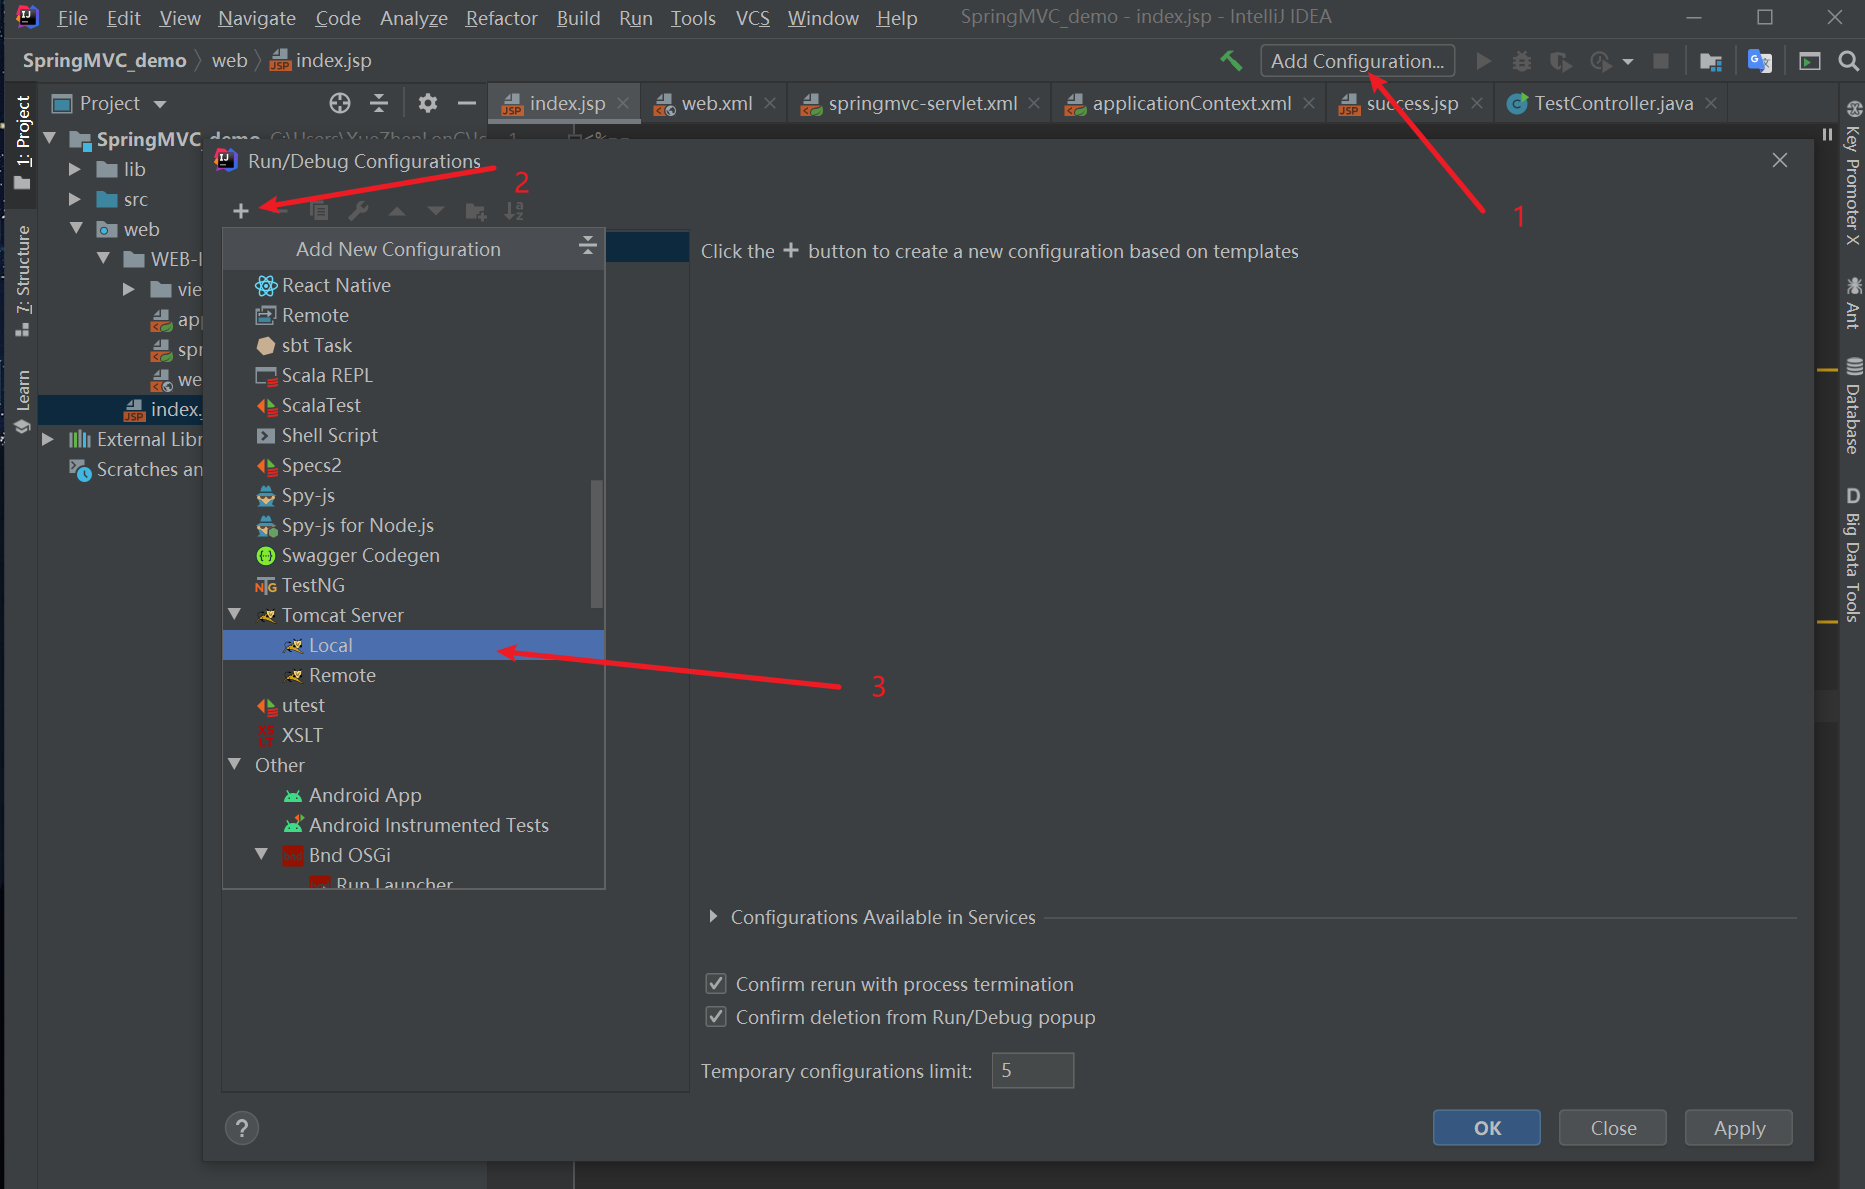 File Edit View Navigate Code Analyze Refactor Build Run Tools VCS Window Help SpringMVC_demo - index.jsp - IntelliJ IDEA
SpringMVC_demo web index.jsp Add Configuration...
Project index.jsp web.xml springmvc-servlet.xml applicationContext.xml success.jsp TestController.java
1: Project
7: Structure
Learn
SpringMVC_demo
lib
src
web
WEB-I
vie
app
spr
we
index.
External Libr
Scratches an
1
Run/Debug Configurations
2
1
Add New Configuration
Click the + button to create a new configuration based on templates
React Native
Remote
sbt Task
Scala REPL
ScalaTest
Shell Script
Specs2
Spy-js
Spy-js for Node.js
Swagger Codegen
TestNG
Tomcat Server
Local
Remote
3
utest
XSLT
Other
Android App
Android Instrumented Tests
Bnd OSGi
Run Launcher
Configurations Available in Services
Confirm rerun with process termination
Confirm deletion from Run/Debug popup
Temporary configurations limit: 5
? OK Close Apply
Key Promoter X
Ant
Database
D Big Data Tools